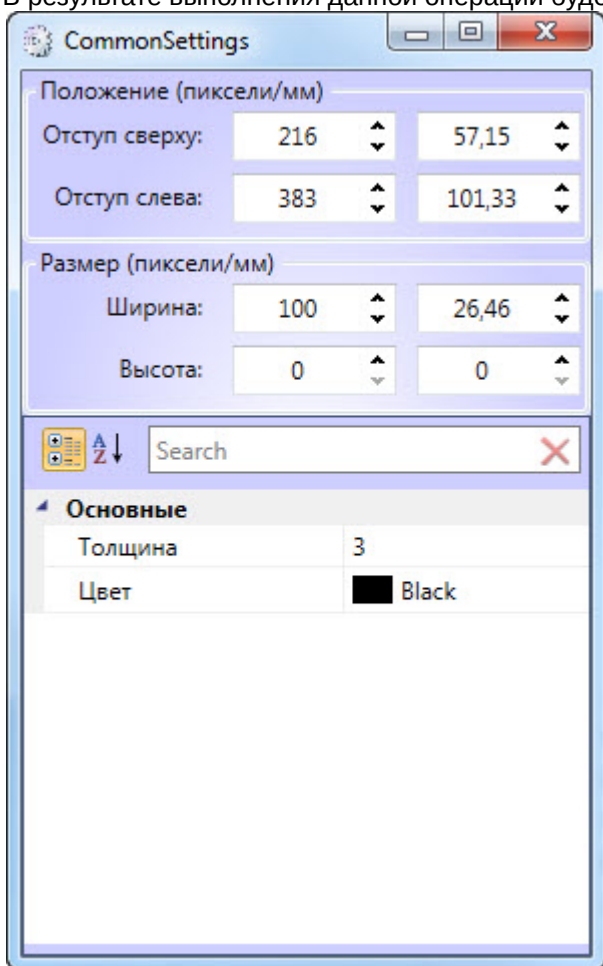 В результате выполнения данной операции
CommonSettings
Положение (пиксели/мм)
Отступ сверху: 216 57,15
Отступ слева: 383 101,33
Размер (пиксели/мм)
Ширина: 100 26,46
Высота: 0 0
Search
Основные
Толщина 3
Цвет Black